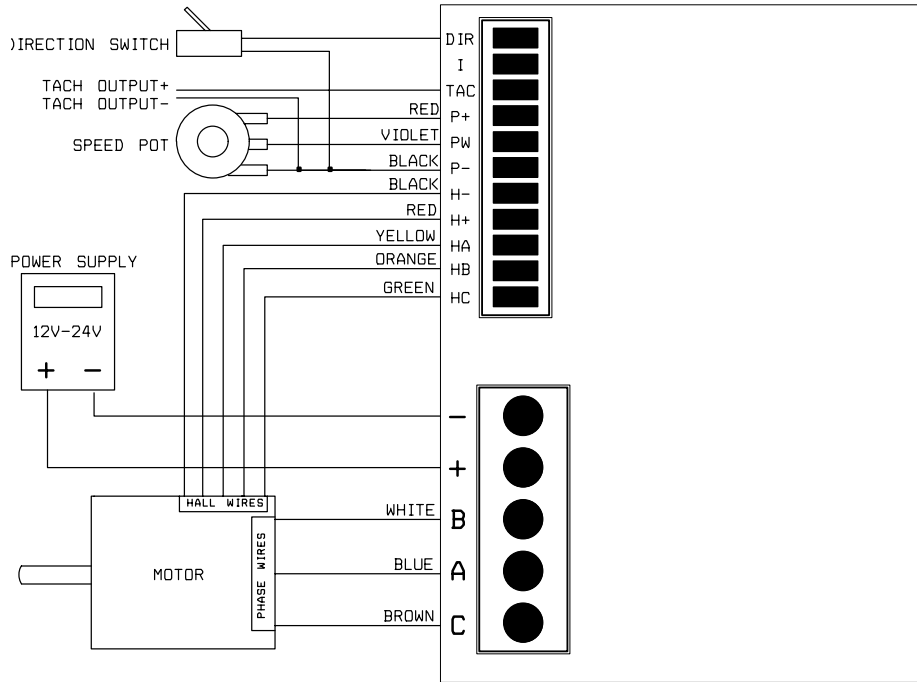 )IRECTION SWITCH
DIR
I
TACH OUTPUT+
TAC
TACH OUTPUT-
RED
P+
SPEED POT
VIOLET
PW
BLACK
P-
BLACK
H-
RED
H+
YELLOW
HA
POWER SUPPLY
ORANGE
HB
GREEN
HC
12V-24V
+ -
-
+
HALL WIRES
WHITE
B
PHASE WIRES
MOTOR
BLUE
A
BROWN
C